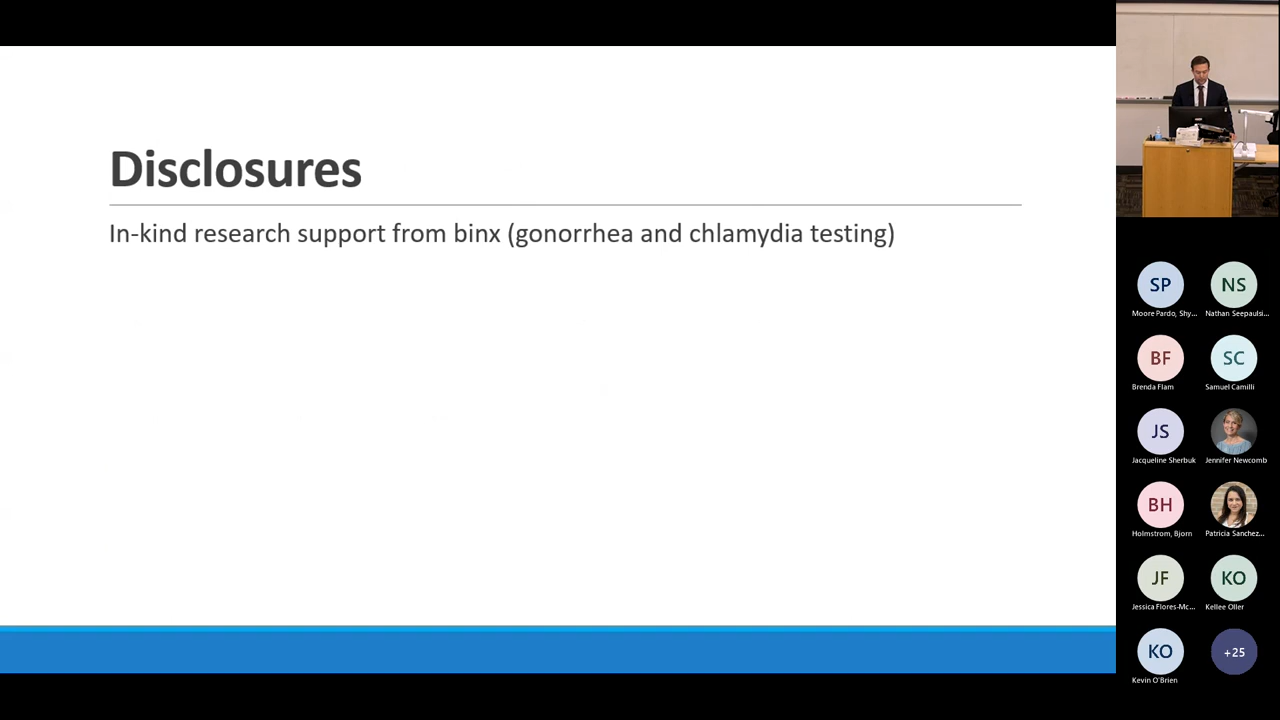 Disclosures
In-kind research support from binx (gonorrhea and chlamydia testing)
SP
NS
Moore Pardo, Shy...
Nathan Seepaulsi...
BF
SC
Brenda Flam
Samuel Camilli
JS
Jacqueline Sherbuk
Jennifer Newcomb
BH
Holmstrom, Bjorn
Patricia Sanchez...
JF
KO
Jessica Flores-Mc...
Kellee Oller
KO
+25
Kevin O'Brien